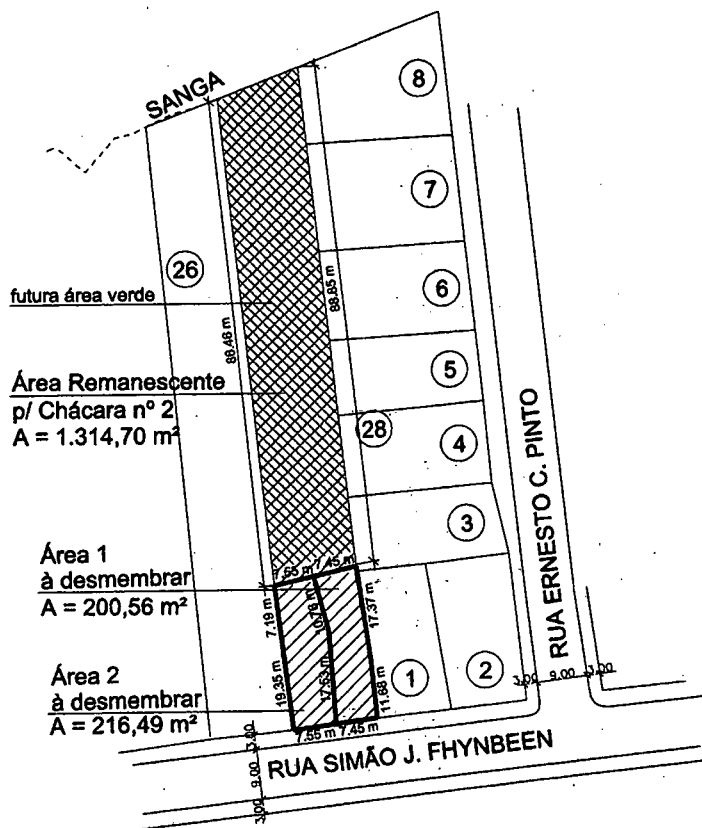 SANGA
8
7
26
futura área verde
88.46 m
88.85 m
6
Área Remanescente
p/ Chácara nº 2
A = 1.314,70 m²
5
28
4
3
RUA ERNESTO C. PINTO
7.55 m
7.45 m
Área 1
à desmembrar
A = 200,56 m²
7.19 m
10.76 m
17.37 m
Área 2
à desmembrar
A = 216,49 m²
19.35 m
17.53 m
11.68 m
1
2
3.00
9.00
3.00
7.55 m
7.45 m
RUA SIMÃO J. FHYNBEEN
3.00
9.00
3.00